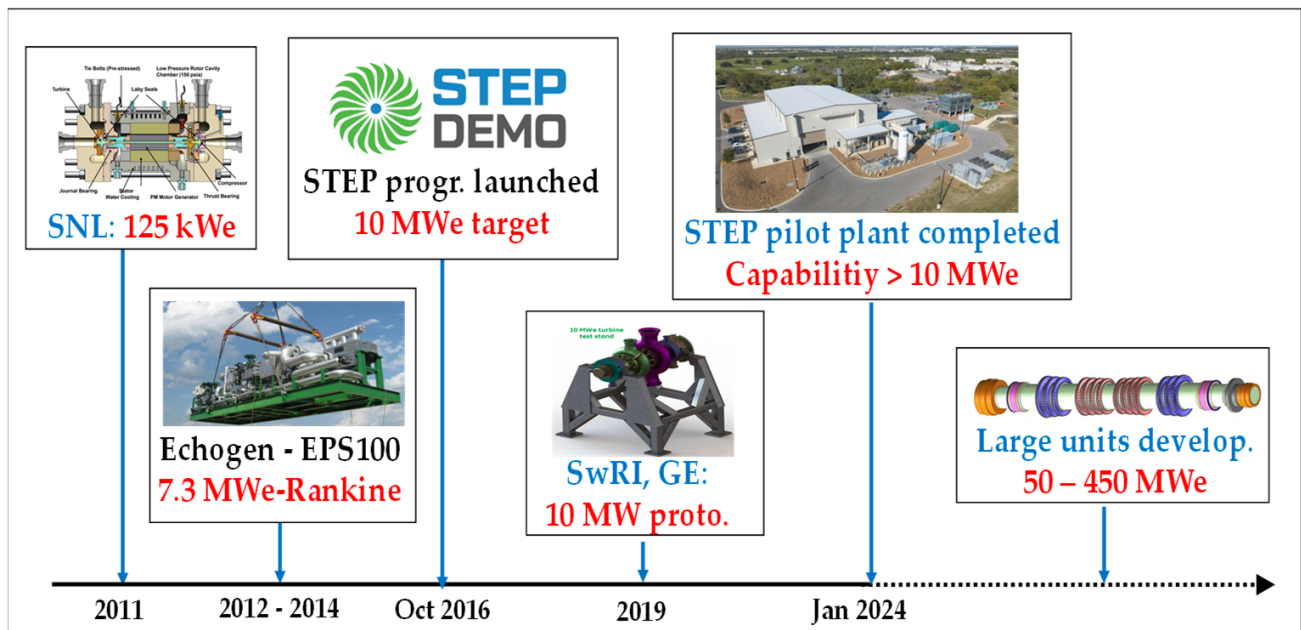 Tie Bolts (Pre-stressed)
Low Pressure Rotor Cavity
Chamber (150 psia)
Turbine
Laby Seals
Compressor
Journal Bearing
Stator
Water Cooling
PM Motor Generator
Thrust Bearing
SNL: 125 kWe
STEP
DEMO
STEP progr. launched
10 MWe target
STEP pilot plant completed
Capabilitiy > 10 MWe
Echogen - EPS100
7.3 MWe-Rankine
10 MWe turbine
test stand
SwRI, GE:
10 MW proto.
Large units develop.
50 – 450 MWe
2011
2012 - 2014
Oct 2016
2019
Jan 2024